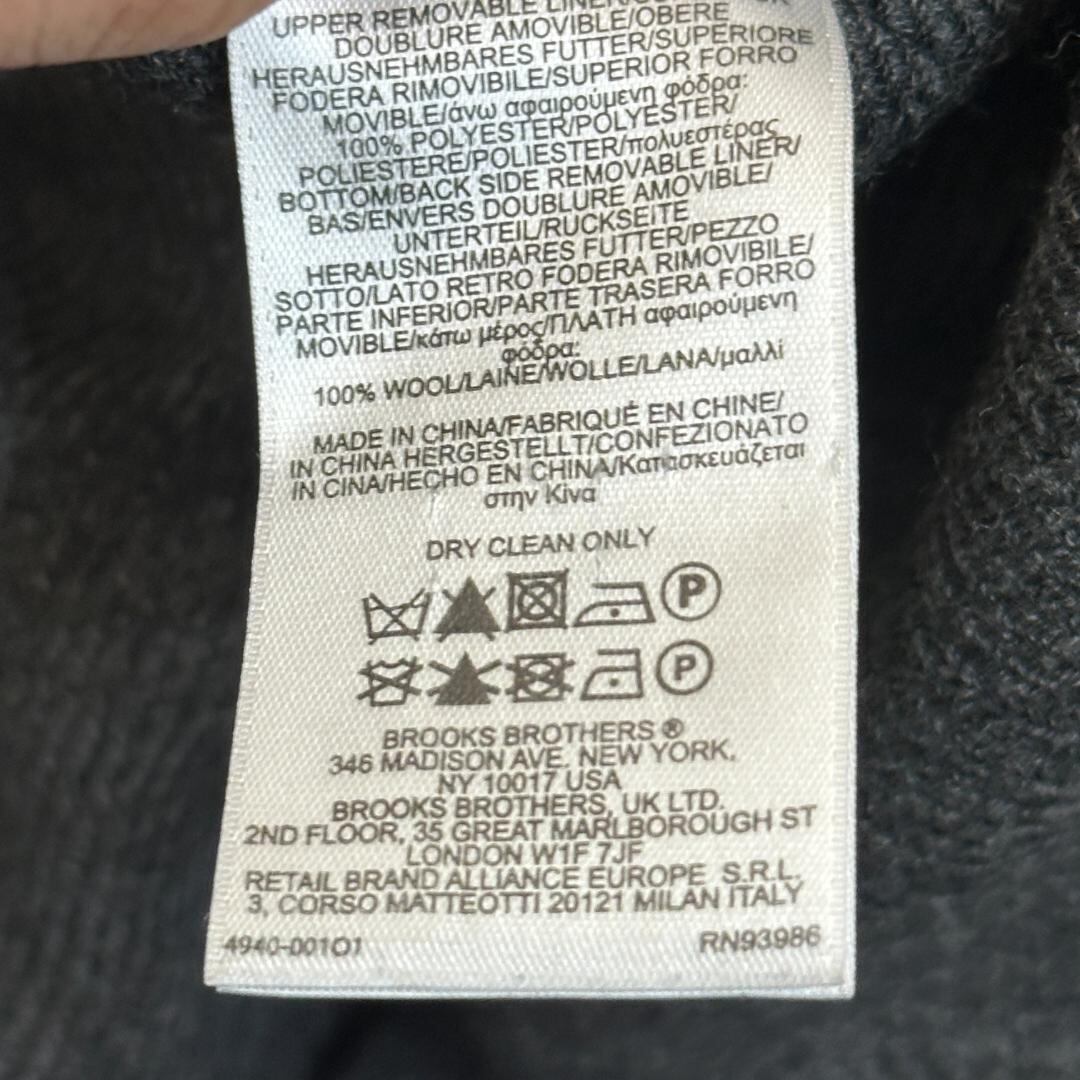 UPPER REMOVABLE
DOUBLURE AMOVIBLE/OBERE
HERAUSNEHMBARES FUTTER/SUPERIORE
FODERA RIMOVIBILE/SUPERIOR FORRO
MOVIBLE/άνω αφαιρούμενη φόδρα:
100% POLYESTER/POLYESTER/
POLIESTERE/POLIESTER/πολυεστέρας
BOTTOM/BACK SIDE REMOVABLE LINER/
BAS/ENVERS DOUBLURE AMOVIBLE/
UNTERTEIL/RUCKSEITE
HERAUSNEHMBARES FUTTER/PEZZO
SOTTO/LATO RETRO FODERA RIMOVIBILE/
PARTE INFERIOR/PARTE TRASERA FORRO
MOVIBLE/κάτω μέρος/ΠΛΑΤΗ αφαιρούμενη
φόδρα:
100% WOOL/LAINE/WOLLE/LANA/μαλλί
MADE IN CHINA/FABRIQUÉ EN CHINE/
IN CHINA HERGESTELLT/CONFEZIONATO
IN CINA/HECHO EN CHINA/Κατασκευάζεται
στην Κίνα
DRY CLEAN ONLY
P
P
BROOKS BROTHERS ®
346 MADISON AVE. NEW YORK.
NY 10017 USA
BROOKS BROTHERS, UK LTD.
2ND FLOOR, 35 GREAT MARLBOROUGH ST
LONDON W1F 7JF
RETAIL BRAND ALLIANCE EUROPE S.R.L.
3, CORSO MATTEOTTI 20121 MILAN ITALY
4940-001O1 RN93986